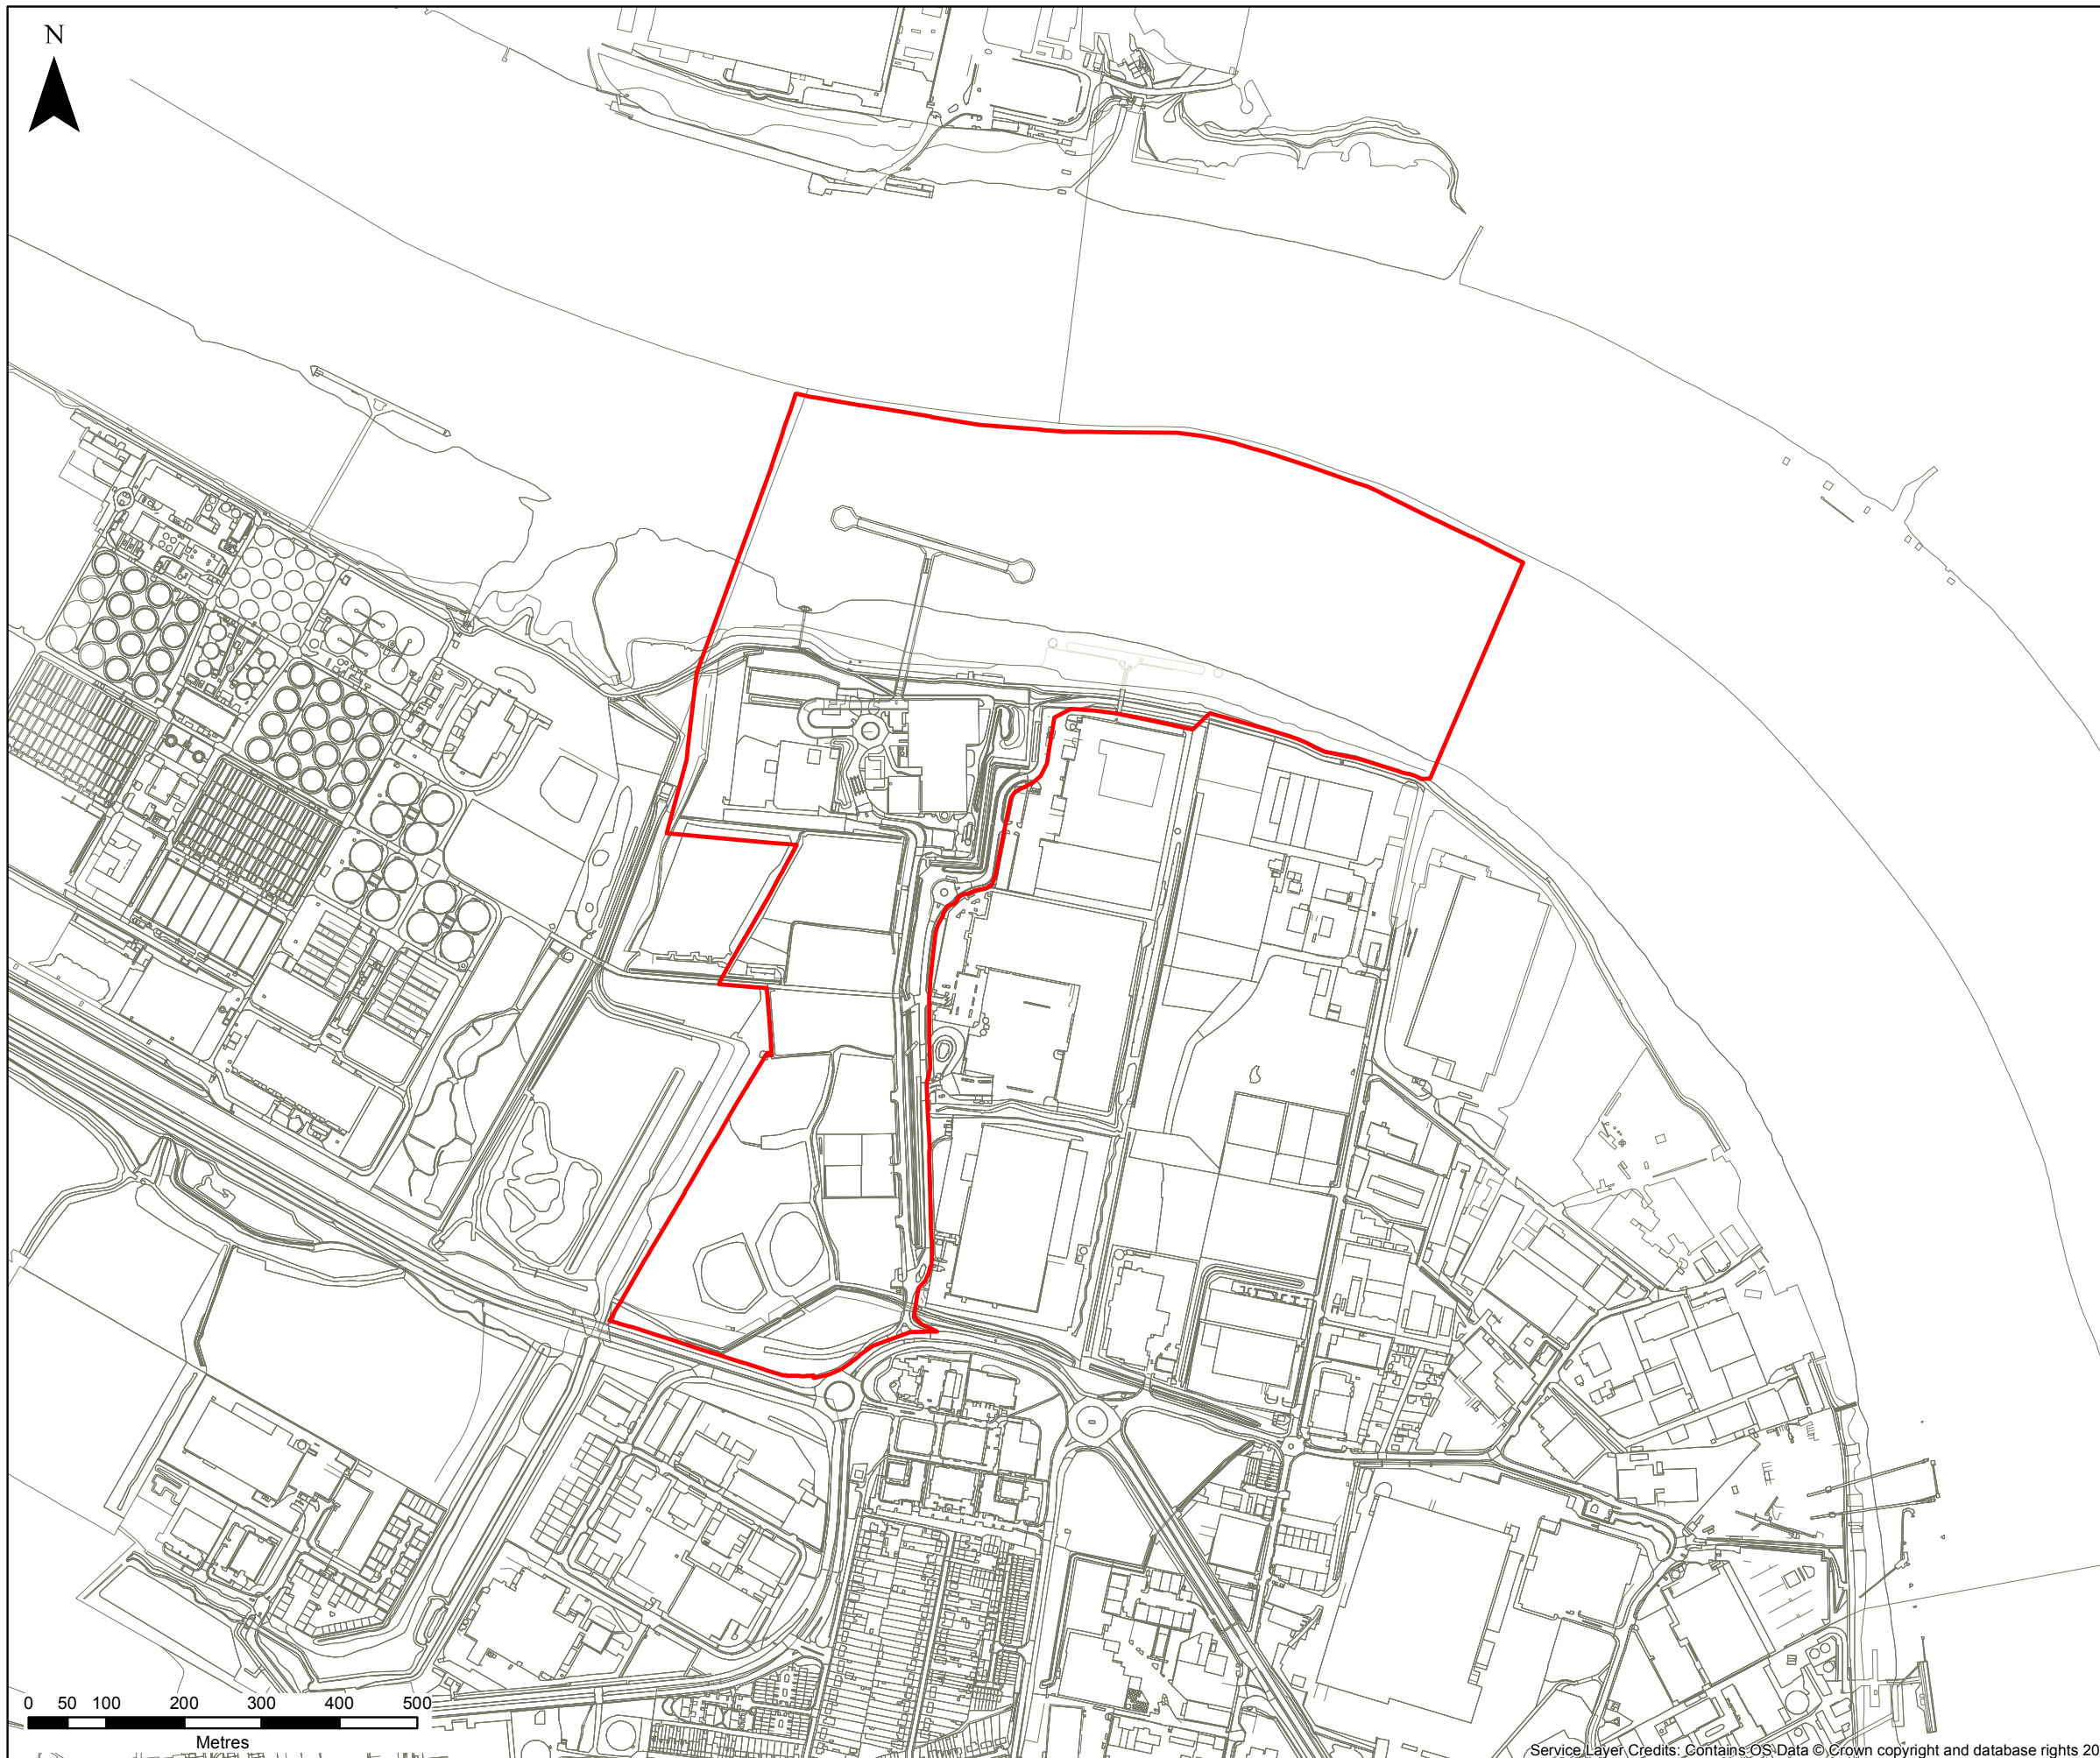 N
0 50 100 200 300 400 500
Metres
Service Layer Credits: Contains OS Data © Crown copyright and database rights 2